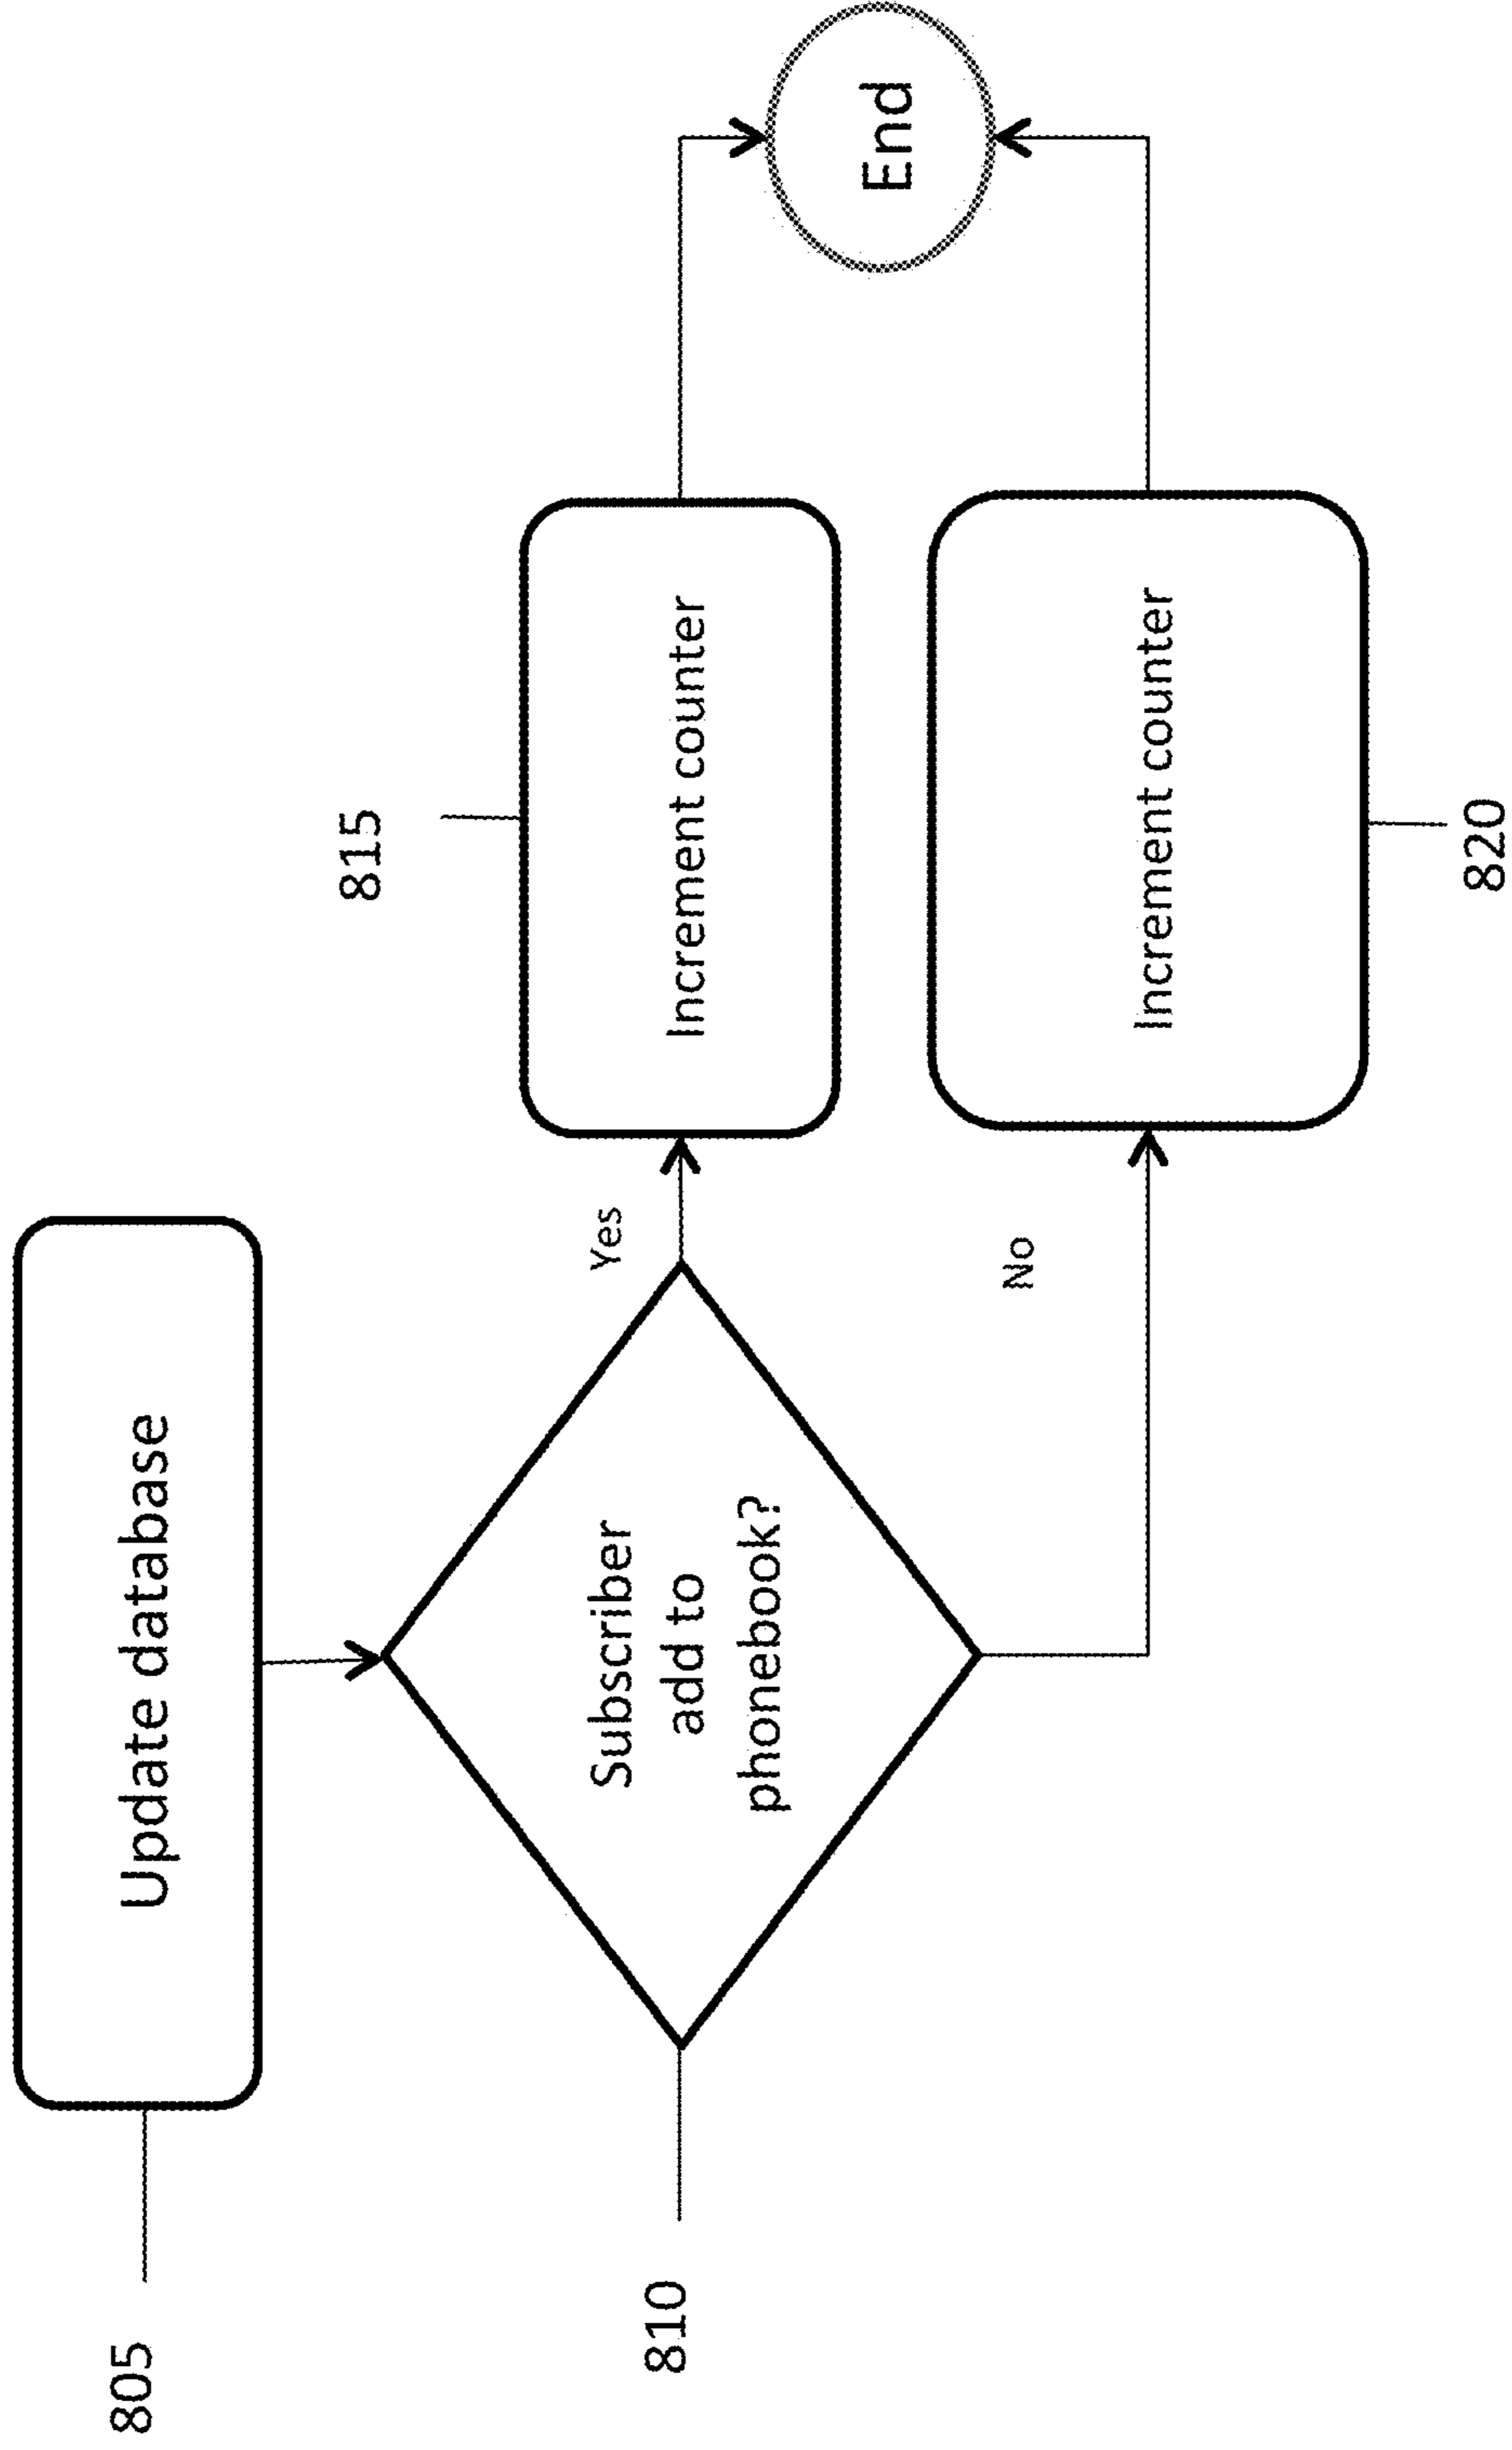 805
Update database
810
Subscriber
add to
phonebook?
Yes
815
Increment counter
No
Increment counter
820
End